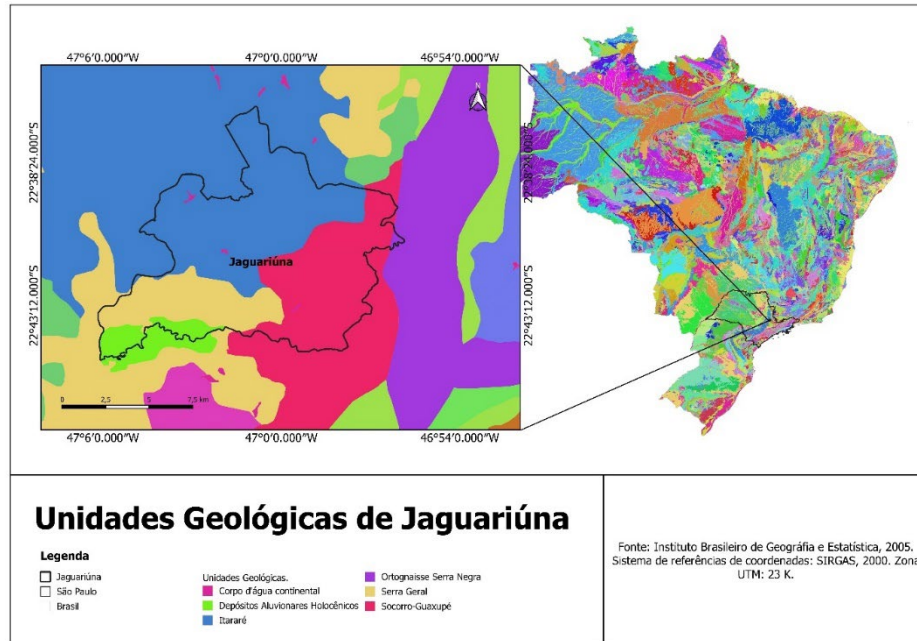 47°6'0.000"W 47°0'0.000"W 46°54'0.000"W
N
22°38'24.000"S 22°38'24.000"S
Jaguariúna
22°43'12.000"S 22°43'12.000"S
0 2,5 5 7,5 km
47°6'0.000"W 47°0'0.000"W 46°54'0.000"W
Unidades Geológicas de Jaguariúna
Legenda
Jaguariúna
São Paulo
Brasil
Unidades Geológicas.
Corpo d'água continental
Depósitos Aluvionares Holocênicos
Itararé
Ortognaisse Serra Negra
Serra Geral
Socorro-Guaxupé
Fonte: Instituto Brasileiro de Geográfia e Estatística, 2005.
Sistema de referências de coordenadas: SIRGAS, 2000. Zona
UTM: 23 K.